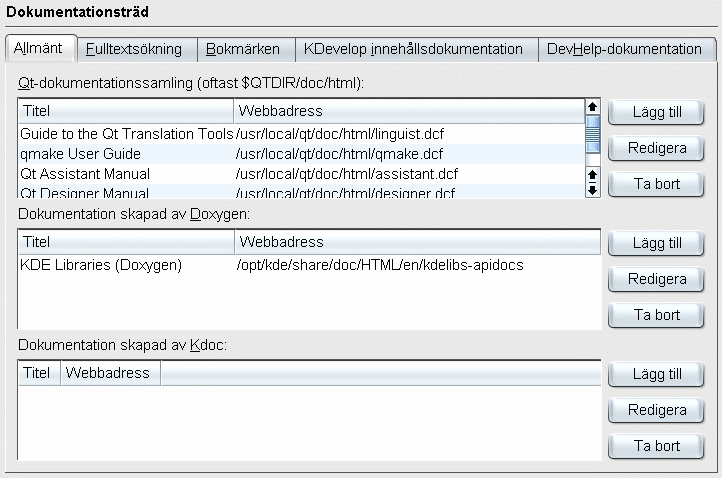 Dokumentationsträd
Allmänt Fulltextsökning Bokmärken KDevelop innehållsdokumentation DevHelp-dokumentation
Qt-dokumentationssamling (oftast $QTDIR/doc/html):
Titel Webbadress
Guide to the Qt Translation Tools /usr/local/qt/doc/html/linguist.dcf
qmake User Guide /usr/local/qt/doc/html/qmake.dcf
Qt Assistant Manual /usr/local/qt/doc/html/assistant.dcf
Qt Designer Manual /usr/local/qt/doc/html/designer.dcf
Lägg till
Redigera
Ta bort
Dokumentation skapad av Doxygen:
Titel Webbadress
KDE Libraries (Doxygen) /opt/kde/share/doc/HTML/en/kdelibs-apidocs
Lägg till
Redigera
Ta bort
Dokumentation skapad av Kdoc:
Titel Webbadress
Lägg till
Redigera
Ta bort